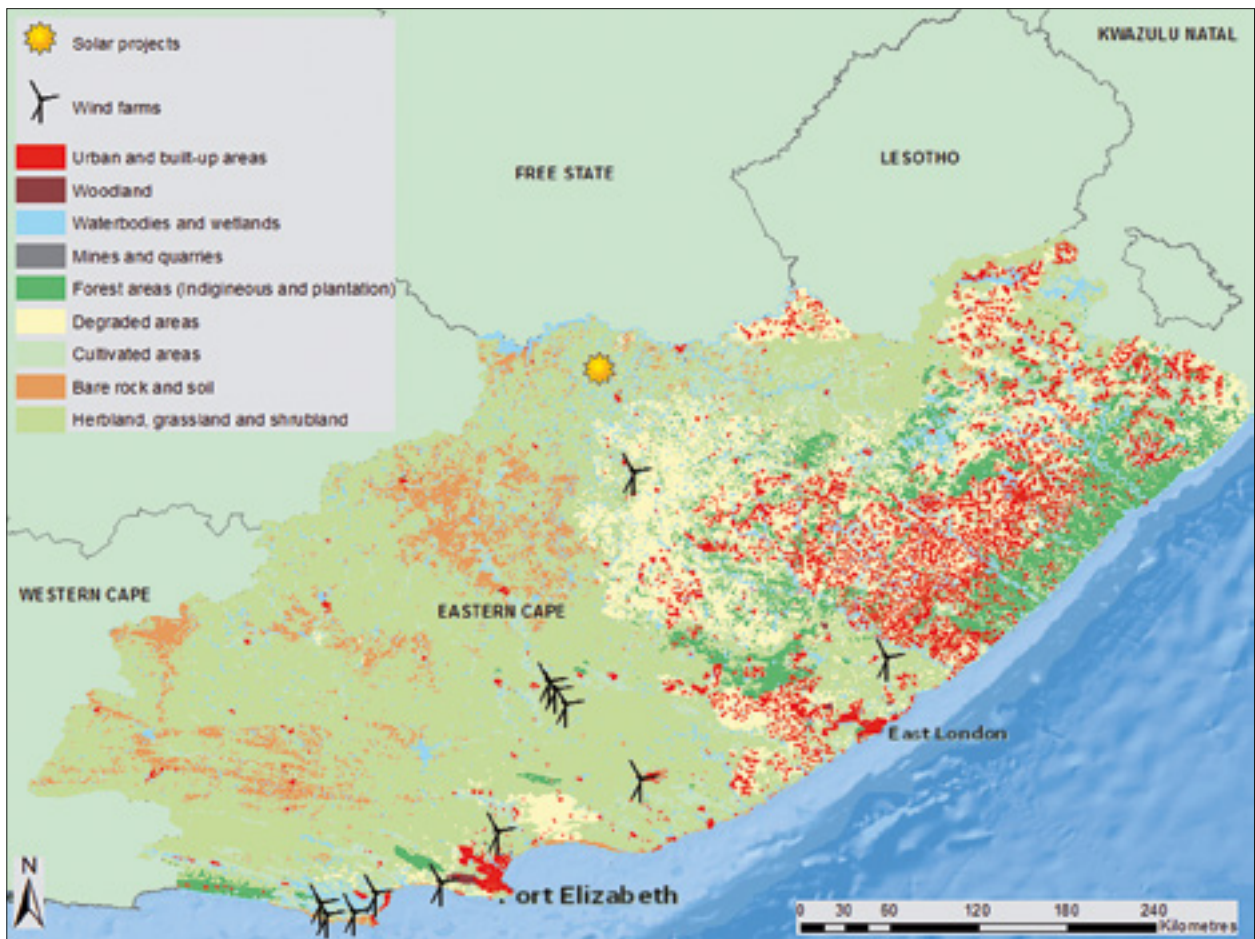 Solar projects
Wind farms
Urban and built-up areas
Woodland
Waterbodies and wetlands
Mines and quarries
Forest areas (Indigineous and plantation)
Degraded areas
Cultivated areas
Bare rock and soil
Herbland, grassland and shrubland
KWAZULU NATAL
LESOTHO
FREE STATE
WESTERN CAPE
EASTERN CAPE
East London
Port Elizabeth
N
0 30 60 120 180 240
Kilometres